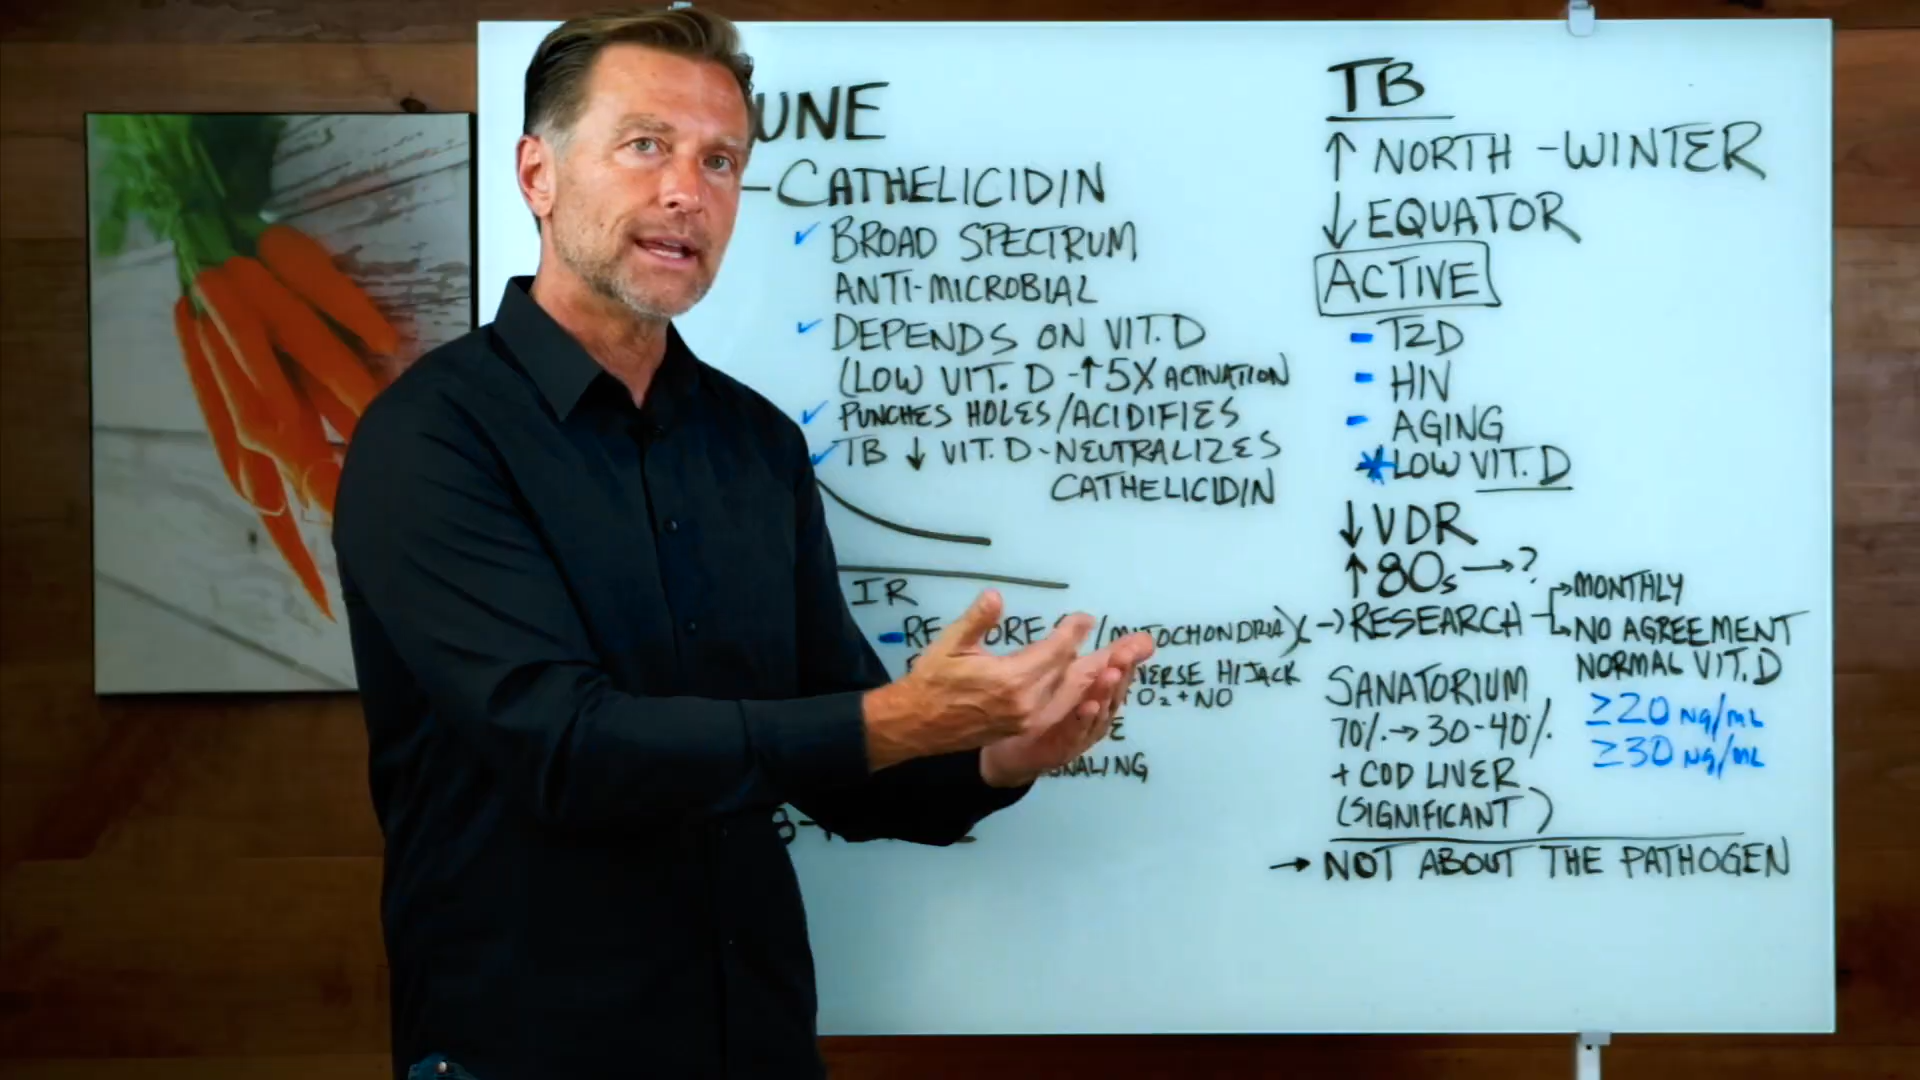 UNE
-CATHELICIDIN
✓ BROAD SPECTRUM
ANTI-MICROBIAL
✓ DEPENDS ON VIT. D
(LOW VIT. D -↑5X ACTIVATION
✓ PUNCHES HOLES/ACIDIFIES
✓ TB ↓ VIT. D-NEUTRALIZES
CATHELICIDIN
IR
/MITOCHONDRIA)
VERSE HIJACK
O₂+NO
NALING
TB
↑ NORTH -WINTER
↓ EQUATOR
ACTIVE
- T2D
- HIV
- AGING
* LOW VIT. D
↓ VDR
↑ 80s → ?
→ RESEARCH
→ MONTHLY
→ NO AGREEMENT
NORMAL VIT. D
≥20 ng/mL
≥30 ng/mL
SANATORIUM
70% → 30-40%
+ COD LIVER
(SIGNIFICANT)
→ NOT ABOUT THE PATHOGEN